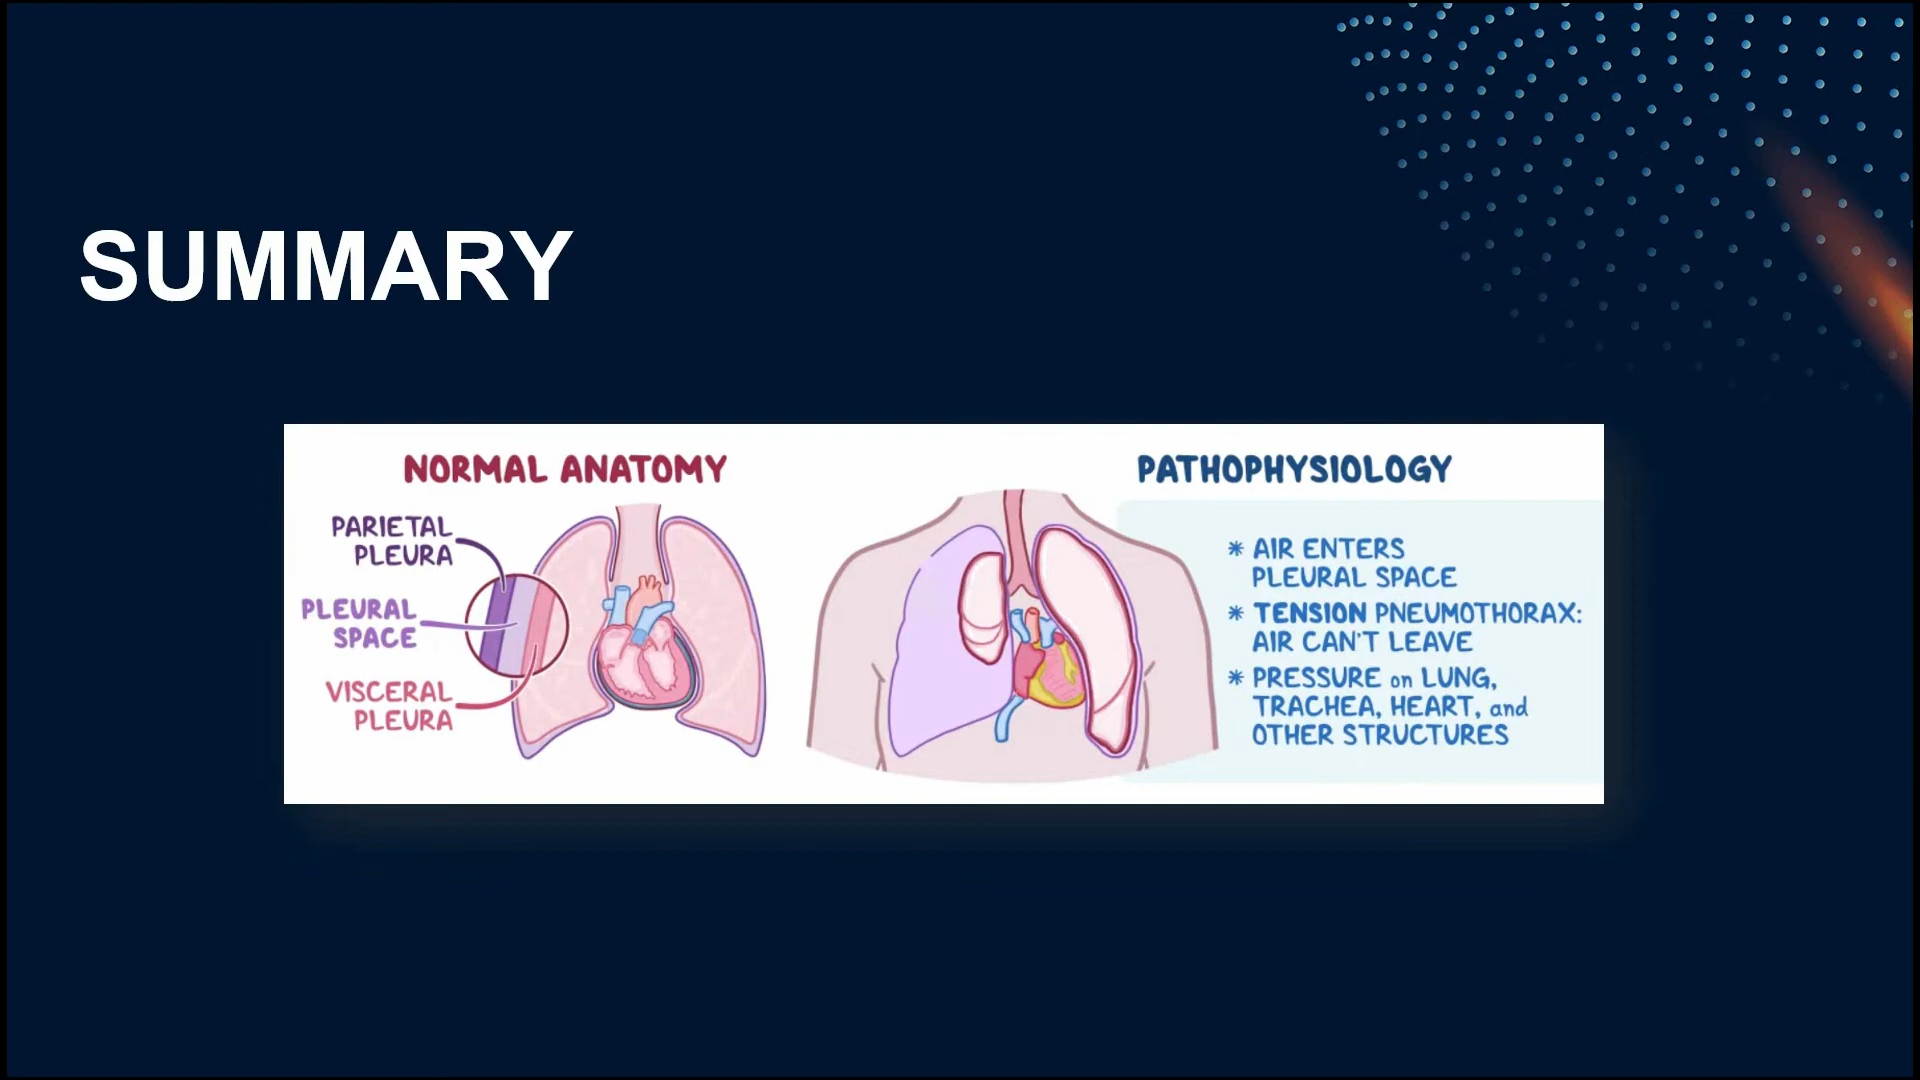 SUMMARY
NORMAL ANATOMY
PARIETAL
PLEURA
PLEURAL
SPACE
VISCERAL
PLEURA
PATHOPHYSIOLOGY
* AIR ENTERS
PLEURAL SPACE
* TENSION PNEUMOTHORAX:
AIR CAN'T LEAVE
* PRESSURE on LUNG,
TRACHEA, HEART, and
OTHER STRUCTURES